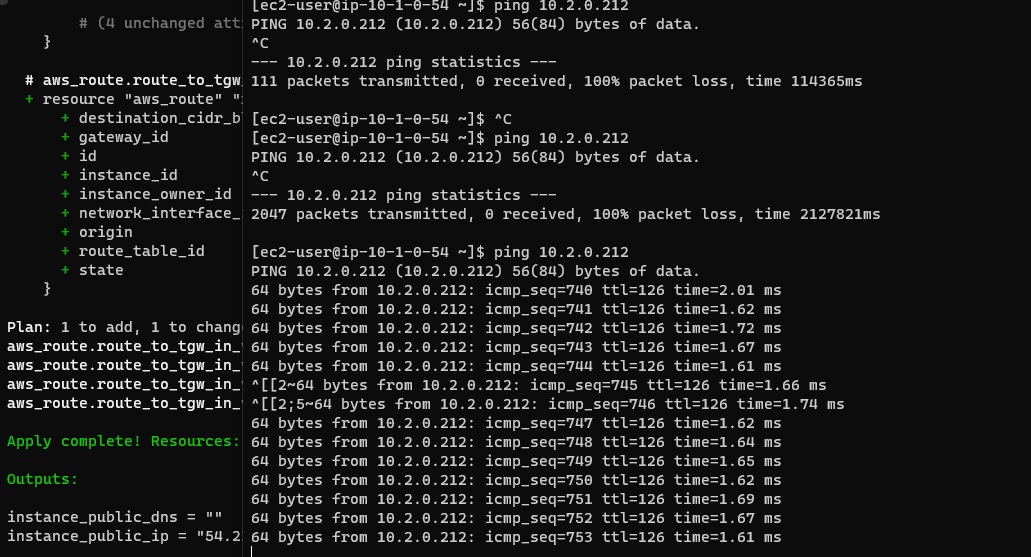 # (4 unchanged att
}
# aws_route.route_to_tgw_
+ resource "aws_route" "
+ destination_cidr_b
+ gateway_id
+ id
+ instance_id
+ instance_owner_id
+ network_interface_
+ origin
+ route_table_id
+ state
}
Plan: 1 to add, 1 to chang
aws_route.route_to_tgw_in_
aws_route.route_to_tgw_in_
aws_route.route_to_tgw_in_
aws_route.route_to_tgw_in_
Apply complete! Resources:
Outputs:
instance_public_dns = ""
instance_public_ip = "54.2
[ec2-user@ip-10-1-0-54 ~]$ ping 10.2.0.212
PING 10.2.0.212 (10.2.0.212) 56(84) bytes of data.
^C
--- 10.2.0.212 ping statistics ---
111 packets transmitted, 0 received, 100% packet loss, time 114365ms
[ec2-user@ip-10-1-0-54 ~]$ ^C
[ec2-user@ip-10-1-0-54 ~]$ ping 10.2.0.212
PING 10.2.0.212 (10.2.0.212) 56(84) bytes of data.
^C
--- 10.2.0.212 ping statistics ---
2047 packets transmitted, 0 received, 100% packet loss, time 2127821ms
[ec2-user@ip-10-1-0-54 ~]$ ping 10.2.0.212
PING 10.2.0.212 (10.2.0.212) 56(84) bytes of data.
64 bytes from 10.2.0.212: icmp_seq=740 ttl=126 time=2.01 ms
64 bytes from 10.2.0.212: icmp_seq=741 ttl=126 time=1.62 ms
64 bytes from 10.2.0.212: icmp_seq=742 ttl=126 time=1.72 ms
64 bytes from 10.2.0.212: icmp_seq=743 ttl=126 time=1.67 ms
64 bytes from 10.2.0.212: icmp_seq=744 ttl=126 time=1.61 ms
^[[2~64 bytes from 10.2.0.212: icmp_seq=745 ttl=126 time=1.66 ms
^[[2;5~64 bytes from 10.2.0.212: icmp_seq=746 ttl=126 time=1.74 ms
64 bytes from 10.2.0.212: icmp_seq=747 ttl=126 time=1.62 ms
64 bytes from 10.2.0.212: icmp_seq=748 ttl=126 time=1.64 ms
64 bytes from 10.2.0.212: icmp_seq=749 ttl=126 time=1.65 ms
64 bytes from 10.2.0.212: icmp_seq=750 ttl=126 time=1.62 ms
64 bytes from 10.2.0.212: icmp_seq=751 ttl=126 time=1.69 ms
64 bytes from 10.2.0.212: icmp_seq=752 ttl=126 time=1.67 ms
64 bytes from 10.2.0.212: icmp_seq=753 ttl=126 time=1.61 ms